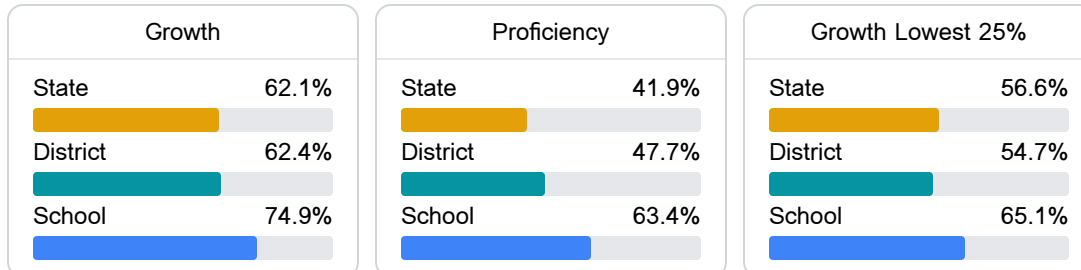 Growth
State 62.1%
District 62.4%
School 74.9%
Proficiency
State 41.9%
District 47.7%
School 63.4%
Growth Lowest 25%
State 56.6%
District 54.7%
School 65.1%